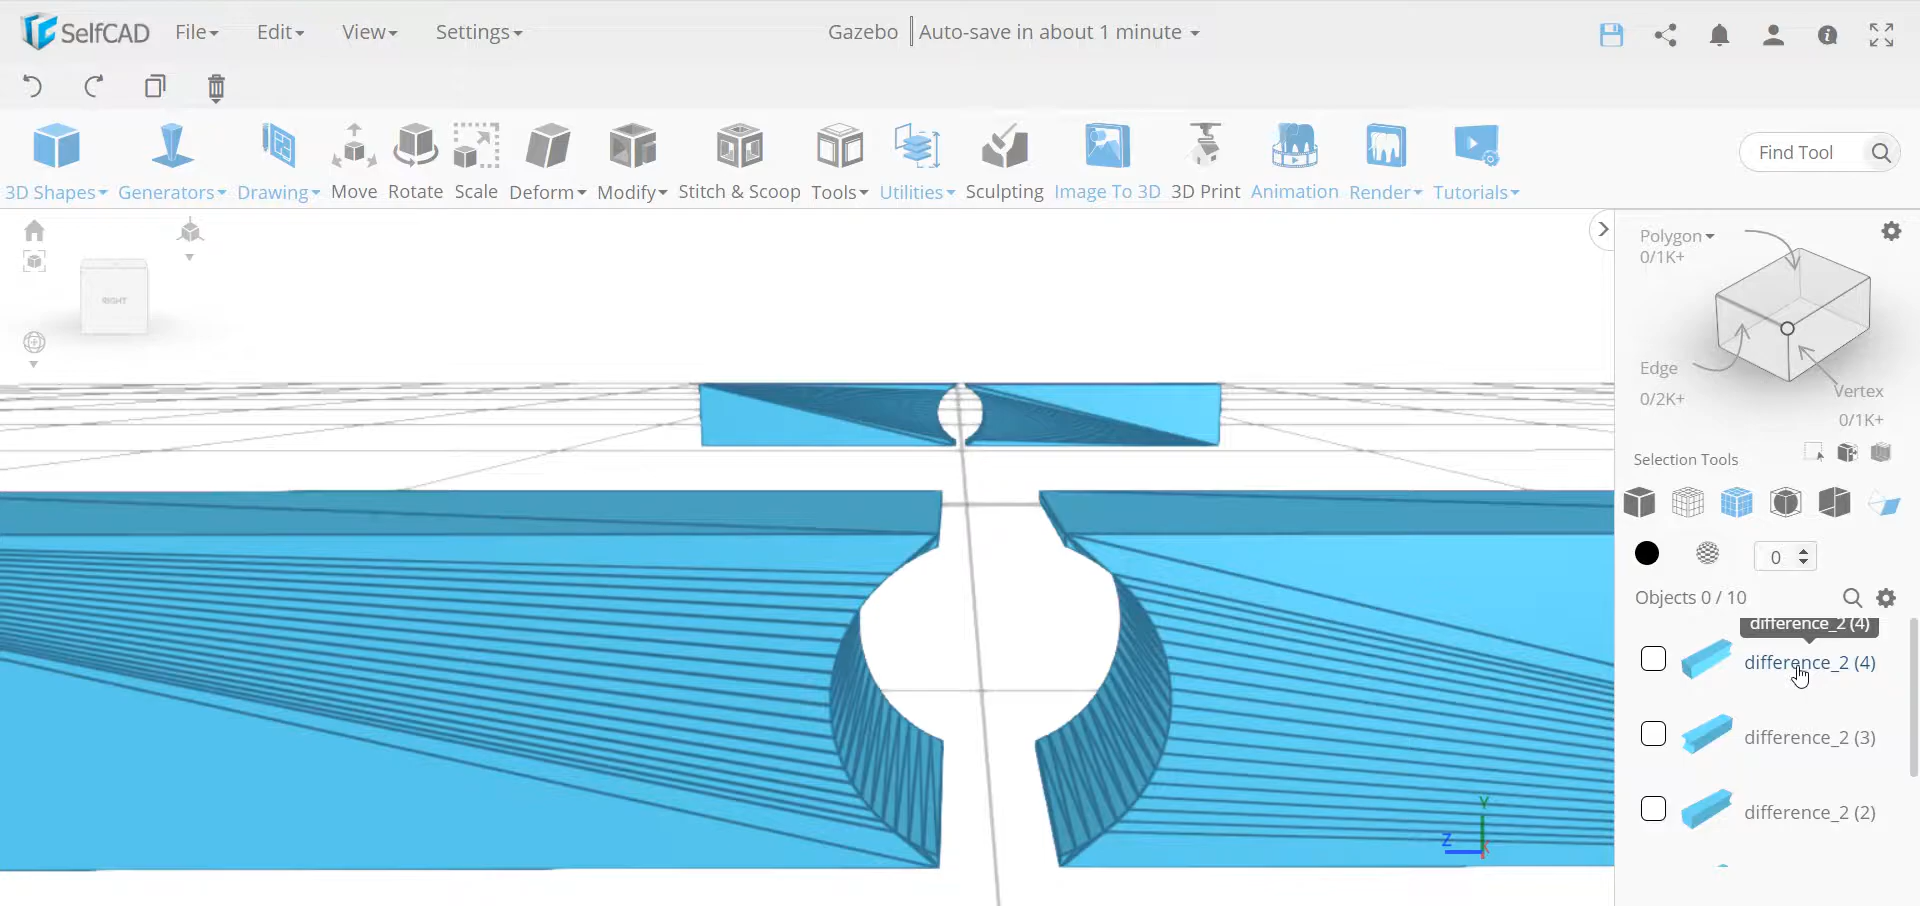 SelfCAD File Edit View Settings Gazebo Auto-save in about 1 minute
3D Shapes Generators Drawing Move Rotate Scale Deform Modify Stitch & Scoop Tools Utilities Sculpting Image To 3D 3D Print Animation Render Tutorials Find Tool
RIGHT
Polygon
0/1K+
Edge
0/2K+
Vertex
0/1K+
Selection Tools
0
Objects 0 / 10
difference_2 (4)
difference_2 (4)
difference_2 (3)
difference_2 (2)
Y
Z
X